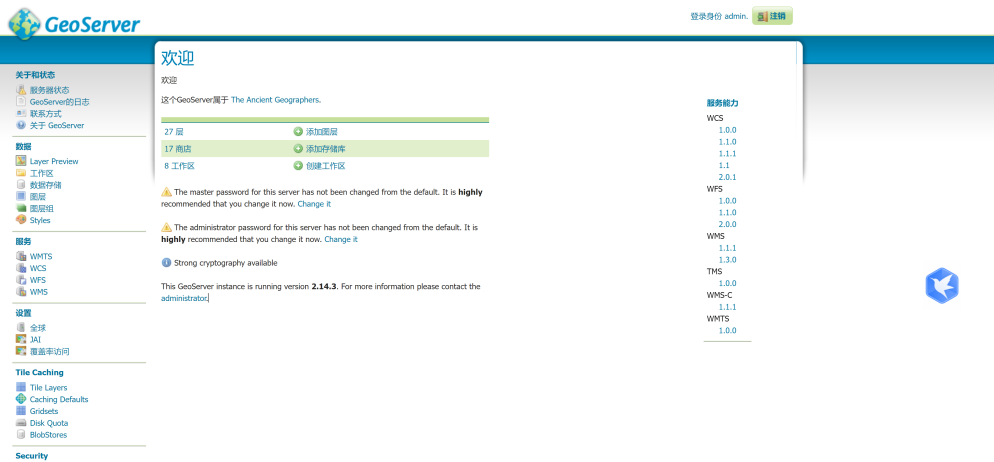 GeoServer
登录身份 admin.
注销
关于和状态
服务器状态
GeoServer的日志
联系方式
关于 GeoServer
数据
Layer Preview
工作区
数据存储
图层
图层组
Styles
服务
WMTS
WCS
WFS
WMS
设置
全球
JAI
覆盖率访问
Tile Caching
Tile Layers
Caching Defaults
Gridsets
Disk Quota
BlobStores
Security
欢迎
欢迎
这个GeoServer属于 The Ancient Geographers.
27 层 添加图层
17 商店 添加存储库
8 工作区 创建工作区
The master password for this server has not been changed from the default. It is highly
recommended that you change it now. Change it
The administrator password for this server has not been changed from the default. It is
highly recommended that you change it now. Change it
Strong cryptography available
This GeoServer instance is running version 2.14.3. For more information please contact the
administrator.
服务能力
WCS
1.0.0
1.1.0
1.1.1
1.1
2.0.1
WFS
1.0.0
1.1.0
2.0.0
WMS
1.1.1
1.3.0
TMS
1.0.0
WMS-C
1.1.1
WMTS
1.0.0